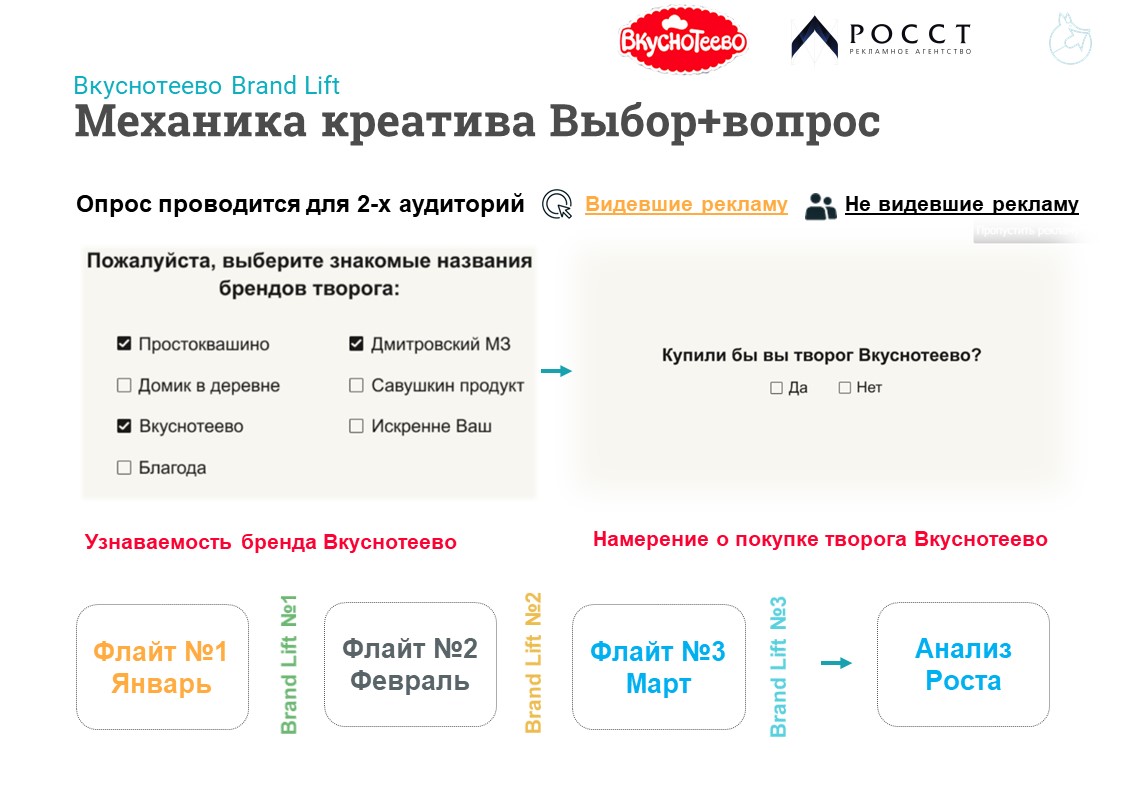 ВКУСНОТЕЕВО
РОССТ
РЕКЛАМНОЕ АГЕНТСТВО
Вкуснотеево Brand Lift
Механика креатива Выбор+вопрос
Опрос проводится для 2-х аудиторий
Видевшие рекламу
Не видевшие рекламу
Пропустить рекламу
Пожалуйста, выберите знакомые названия
брендов творога:
Простоквашино
Дмитровский МЗ
Домик в деревне
Савушкин продукт
Вкуснотеево
Искренне Ваш
Благода
Купили бы вы творог Вкуснотеево?
Да
Нет
Узнаваемость бренда Вкуснотеево
Намерение о покупке творога Вкуснотеево
Флайт №1
Январь
Brand Lift №1
Флайт №2
Февраль
Brand Lift №2
Флайт №3
Март
Brand Lift №3
Анализ
Роста